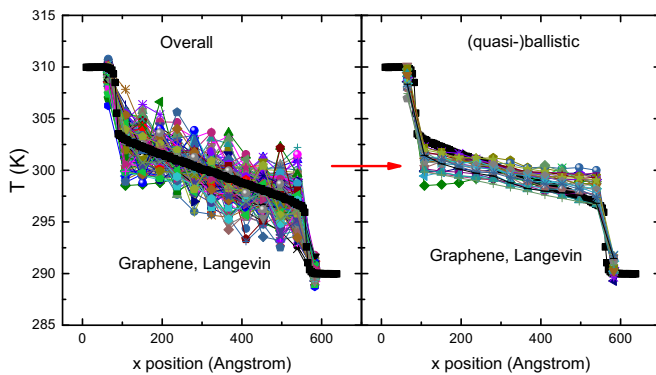 Overall
(quasi-)ballistic
310
305
300
295
290
285
T (K)
Graphene, Langevin
Graphene, Langevin
0
200
400
600
0
200
400
600
x position (Angstrom)
x position (Angstrom)